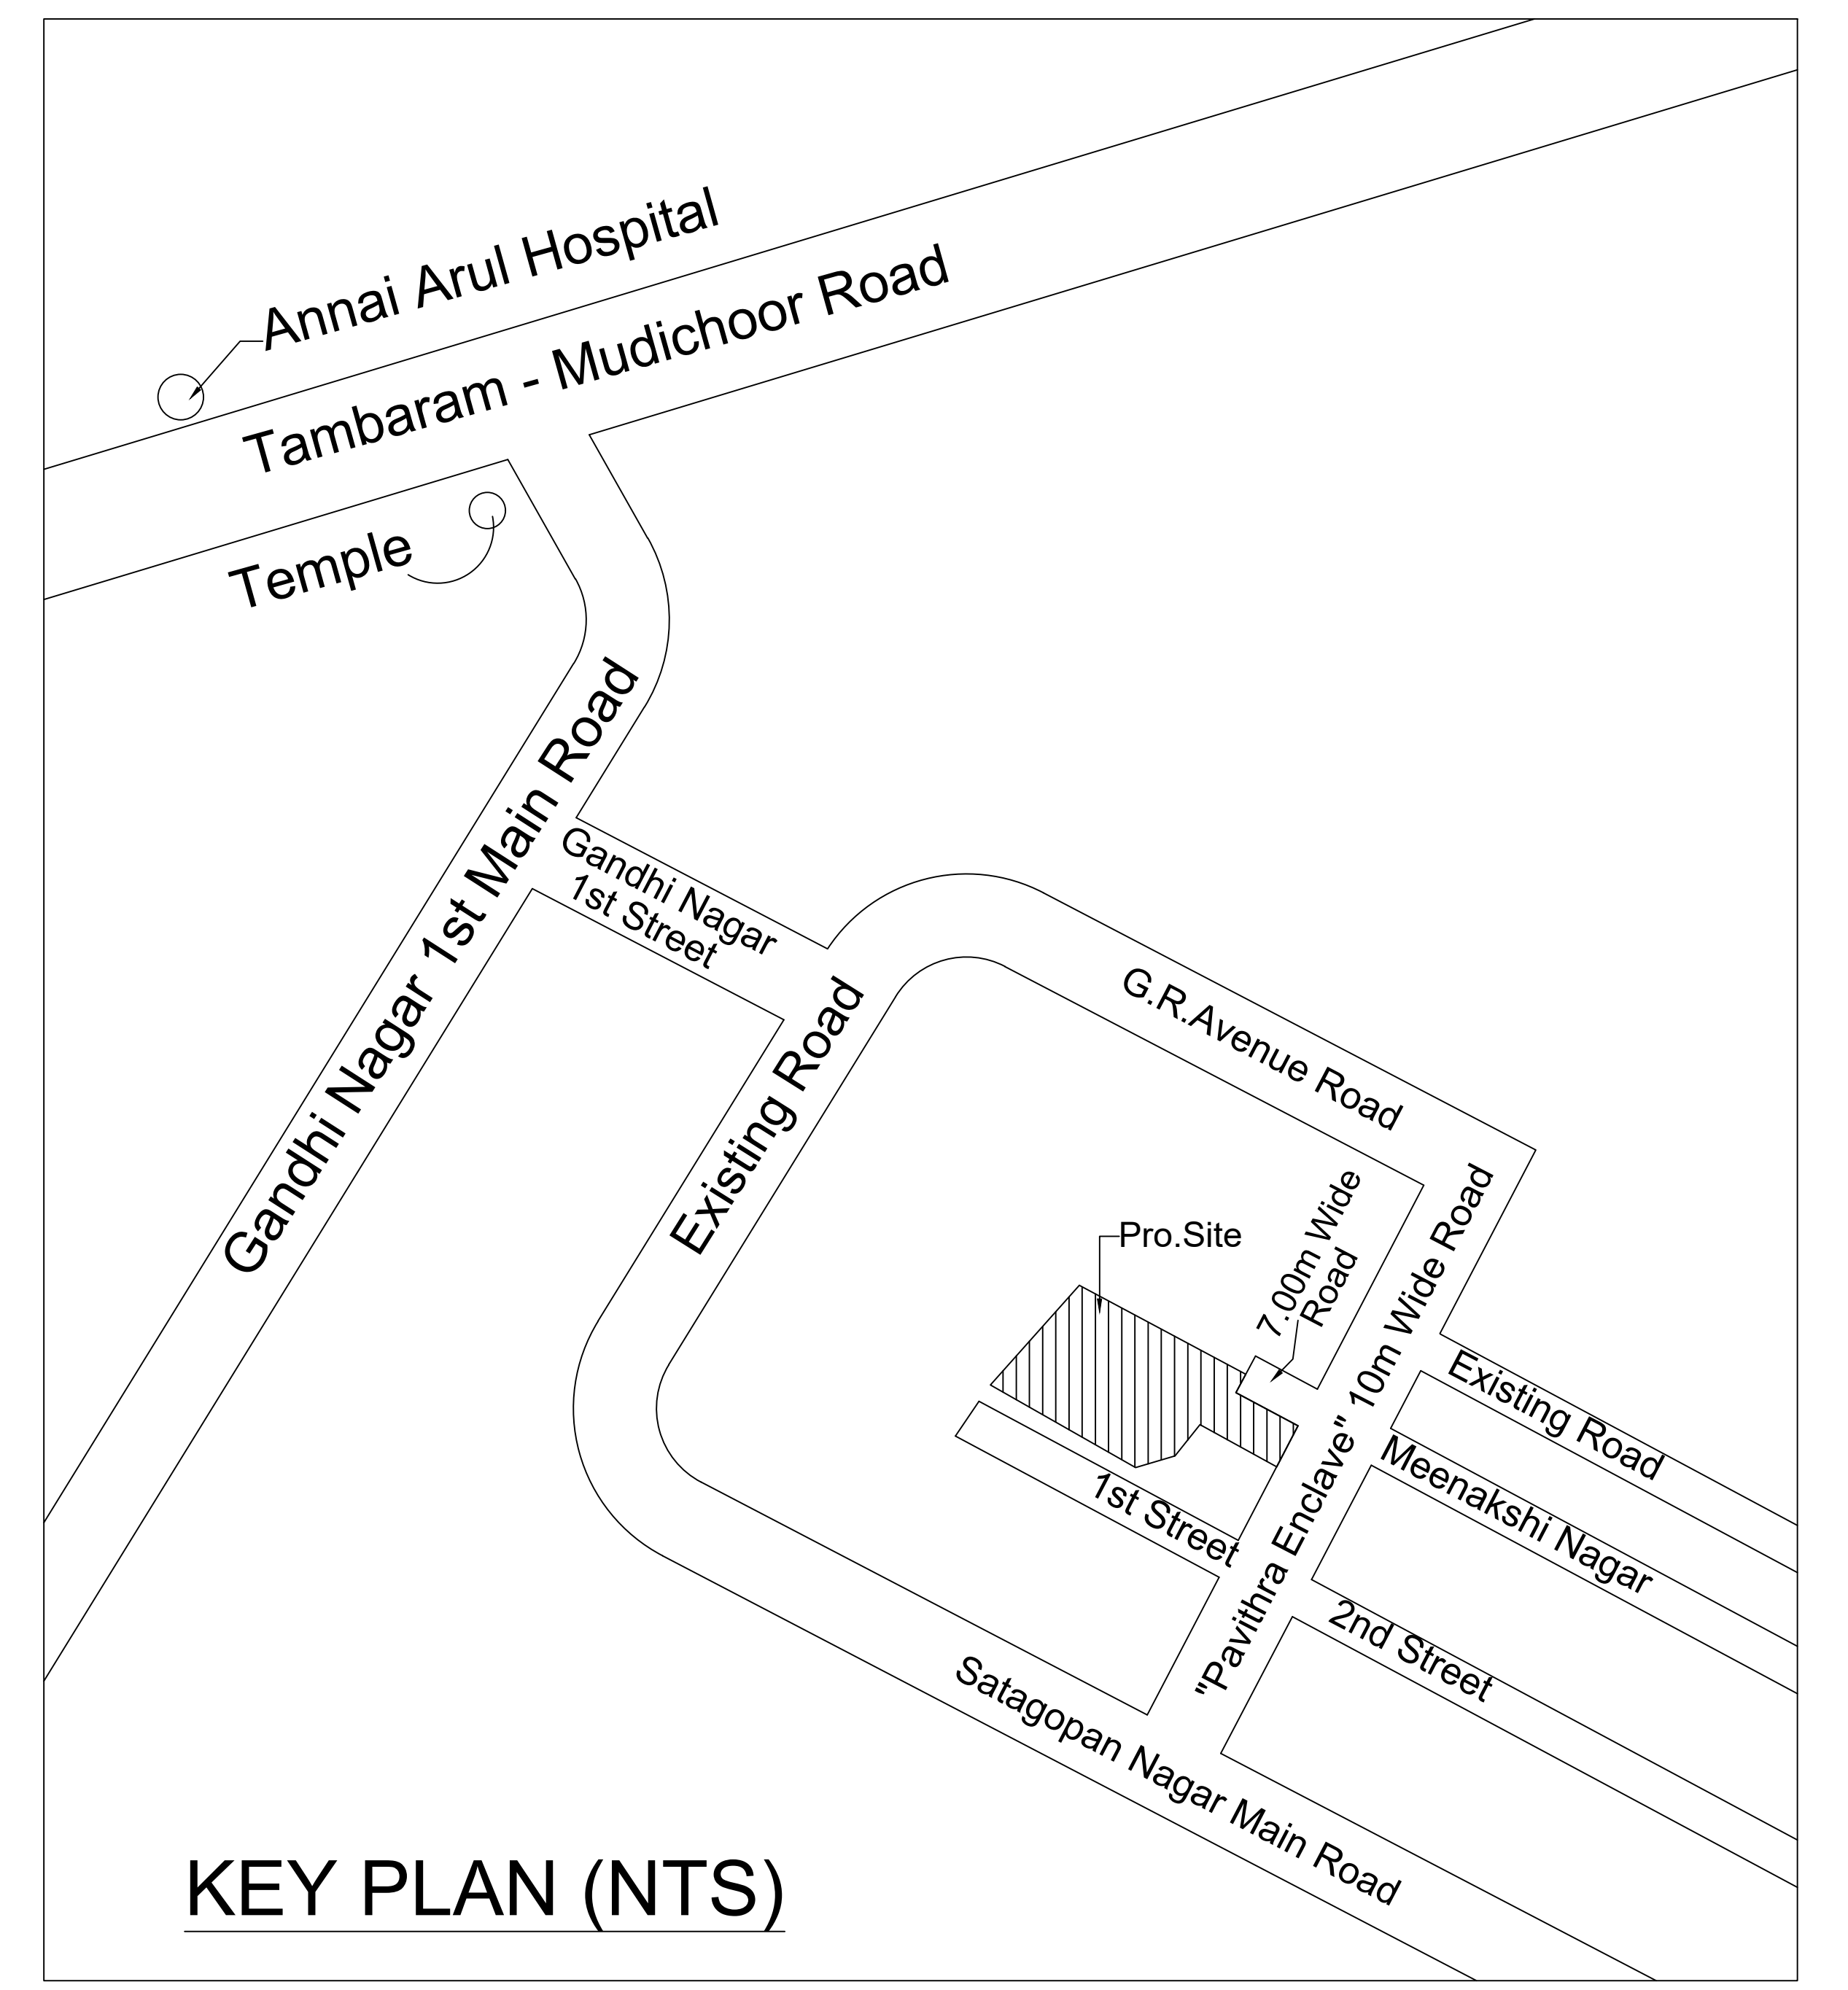 Annai Arul Hospital
Tambaram - Mudichoor Road
Temple
Gandhi Nagar 1st Main Road
Gandhi Nagar
1st Street
Existing Road
G.R.Avenue Road
Pro.Site
7.00m Wide
Road
"Pavithra Enclave" 10m Wide Road
Existing Road
Meenakshi Nagar
1st Street
2nd Street
Satagopan Nagar Main Road
KEY PLAN (NTS)